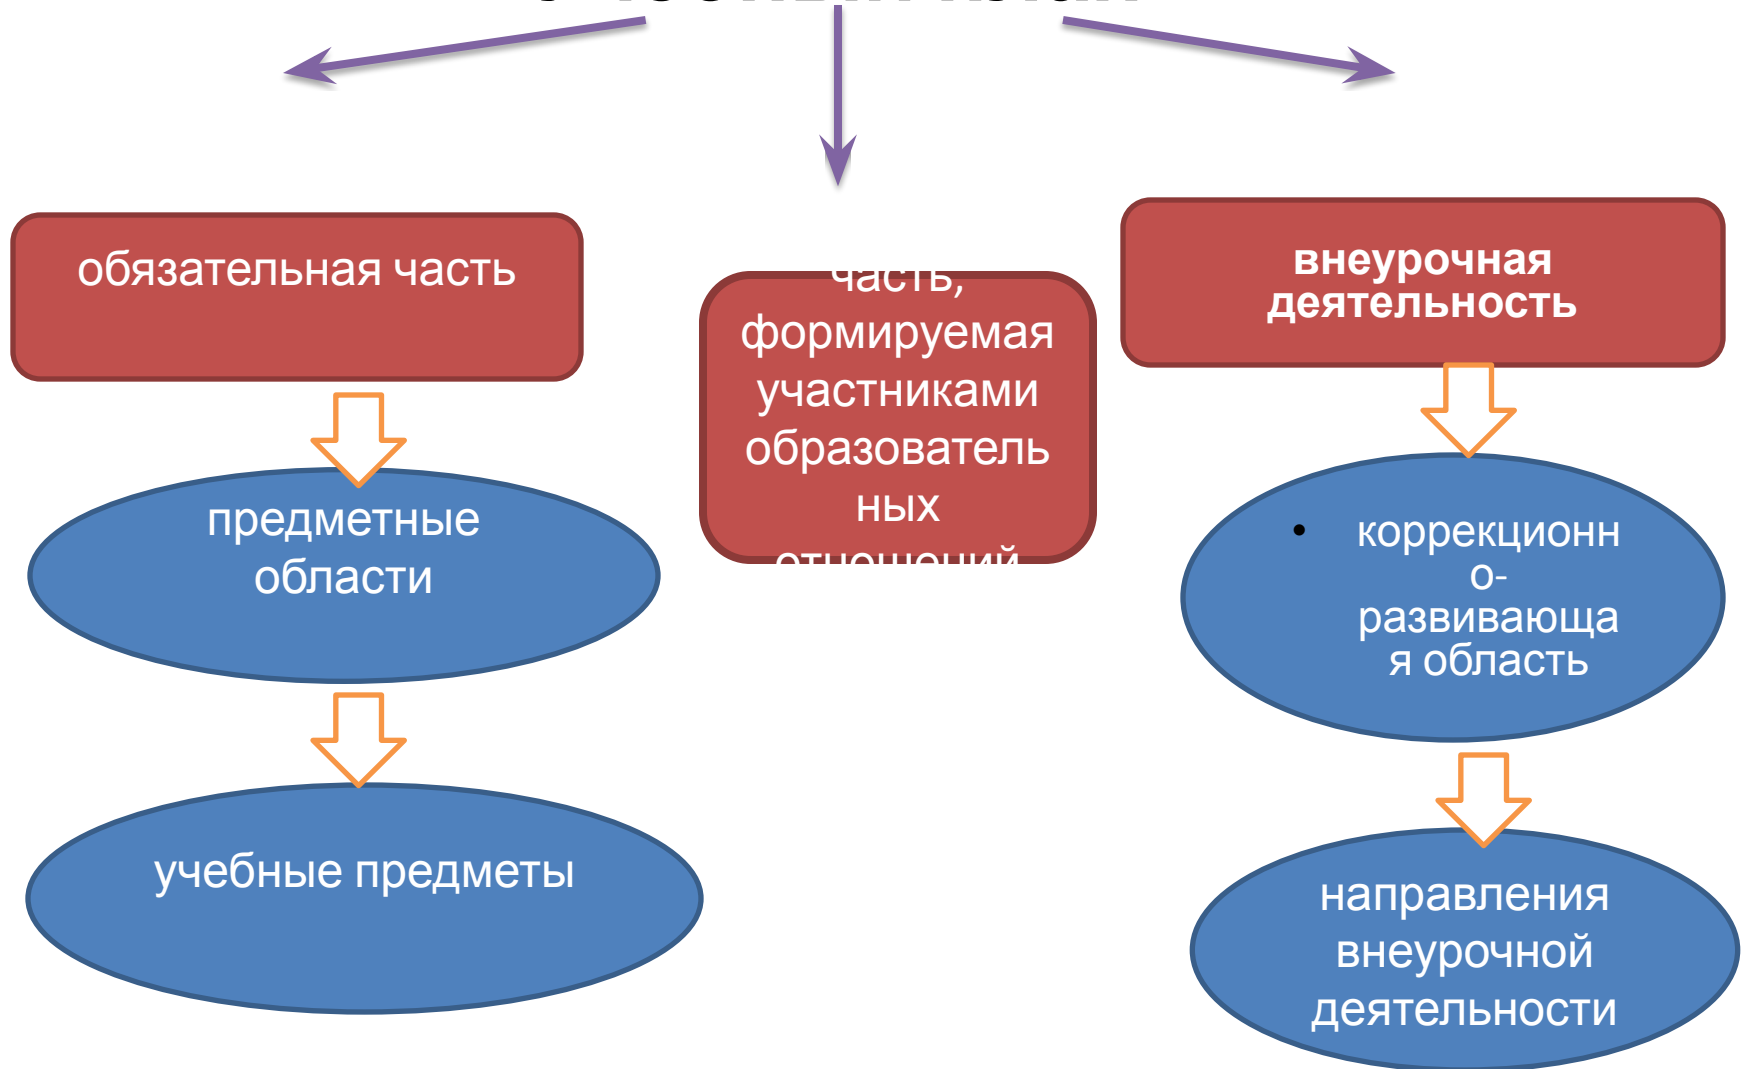 обязательная часть
часть,
формируемая
участниками
образователь
ных
отношений
внеурочная
деятельность
предметные
области
• коррекционн
о-
развивающа
я область
учебные предметы
направления
внеурочной
деятельности